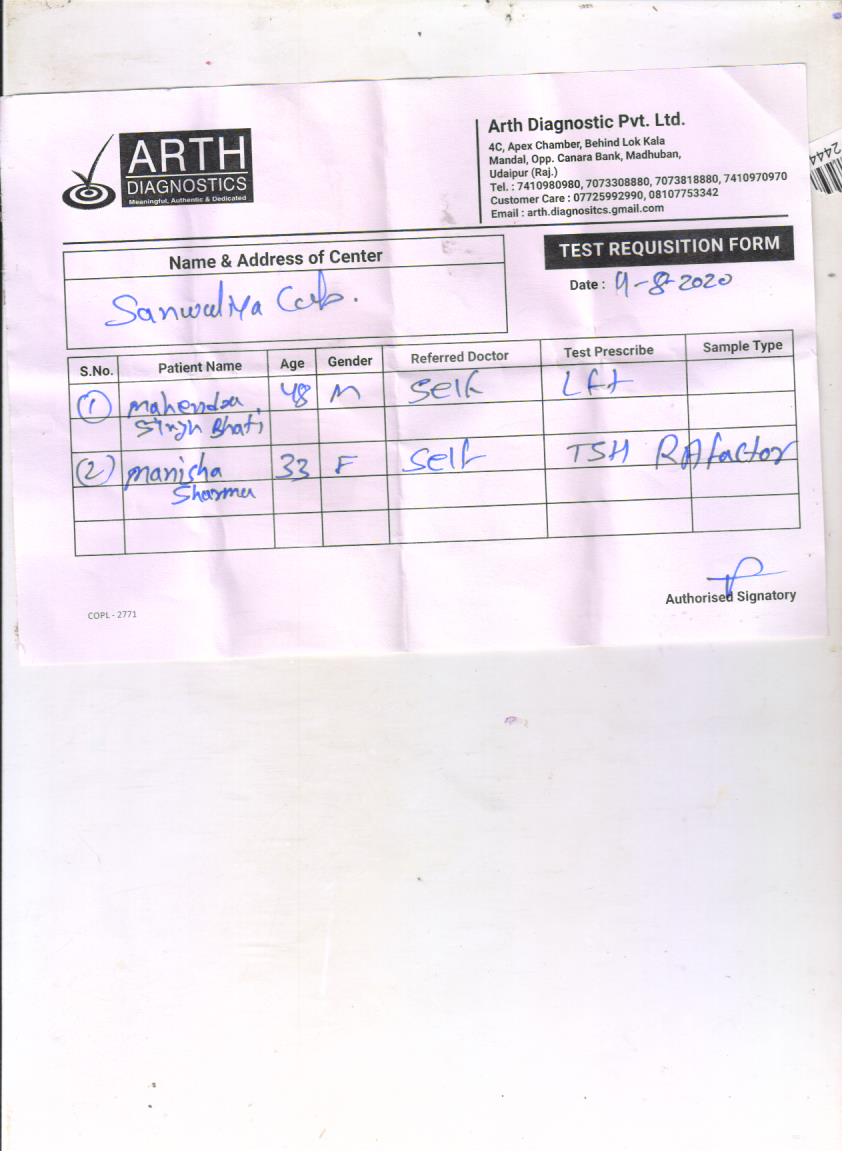 ARTH
DIAGNOSTICS
Meaningful, Authentic & Dedicated
Arth Diagnostic Pvt. Ltd.
4C, Apex Chamber, Behind Lok Kala
Mandal, Opp. Canara Bank, Madhuban,
Udaipur (Raj.)
Tel. : 7410980980, 7073308880, 7073818880, 7410970970
Customer Care : 07725992990, 08107753342
Email : arth.diagnositcs.gmail.com
2444
Name & Address of Center
TEST REQUISITION FORM
Date : -8-2020
S.No. Patient Name Age Gender Referred Doctor Test Prescribe Sample Type
(1) Mahendra 48 M Self Lft
Singh Bhati
(2) Manisha 33 F Self TSH RA factor
Sharma
Authorised Signatory
COPL - 2771